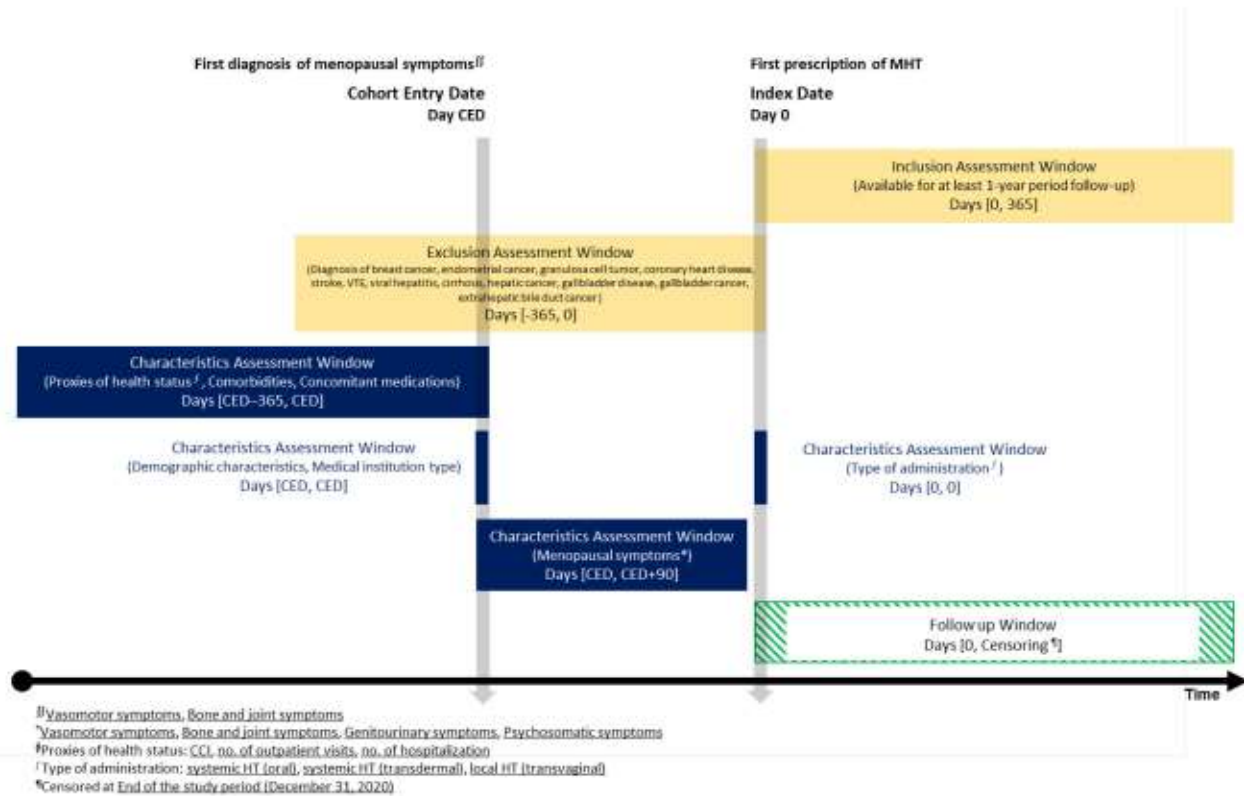 First diagnosis of menopausal symptoms∬
Cohort Entry Date
Day CED
First prescription of MHT
Index Date
Day 0
Inclusion Assessment Window
(Available for at least 1-year period follow-up)
Days [0, 365]
Exclusion Assessment Window
(Diagnosis of breast cancer, endometrial cancer, granulosa cell tumor, coronary heart disease,
stroke, VTE, viral hepatitis, cirrhosis, hepatic cancer, gallbladder disease, gallbladder cancer,
extrahepatic bile duct cancer)
Days [-365, 0]
Characteristics Assessment Window
(Proxies of health status⨎, Comorbidities, Concomitant medications)
Days [CED–365, CED]
Characteristics Assessment Window
(Demographic characteristics, Medical institution type)
Days [CED, CED]
Characteristics Assessment Window
(Type of administration∫)
Days [0, 0]
Characteristics Assessment Window
(Menopausal symptoms*)
Days [CED, CED+90]
Follow up Window
Days [0, Censoring¶]
Time
∬Vasomotor symptoms, Bone and joint symptoms
*Vasomotor symptoms, Bone and joint symptoms, Genitourinary symptoms, Psychosomatic symptoms
⨎Proxies of health status: CCI, no. of outpatient visits, no. of hospitalization
∫Type of administration: systemic HT (oral), systemic HT (transdermal), local HT (transvaginal)
¶Censored at End of the study period (December 31, 2020)